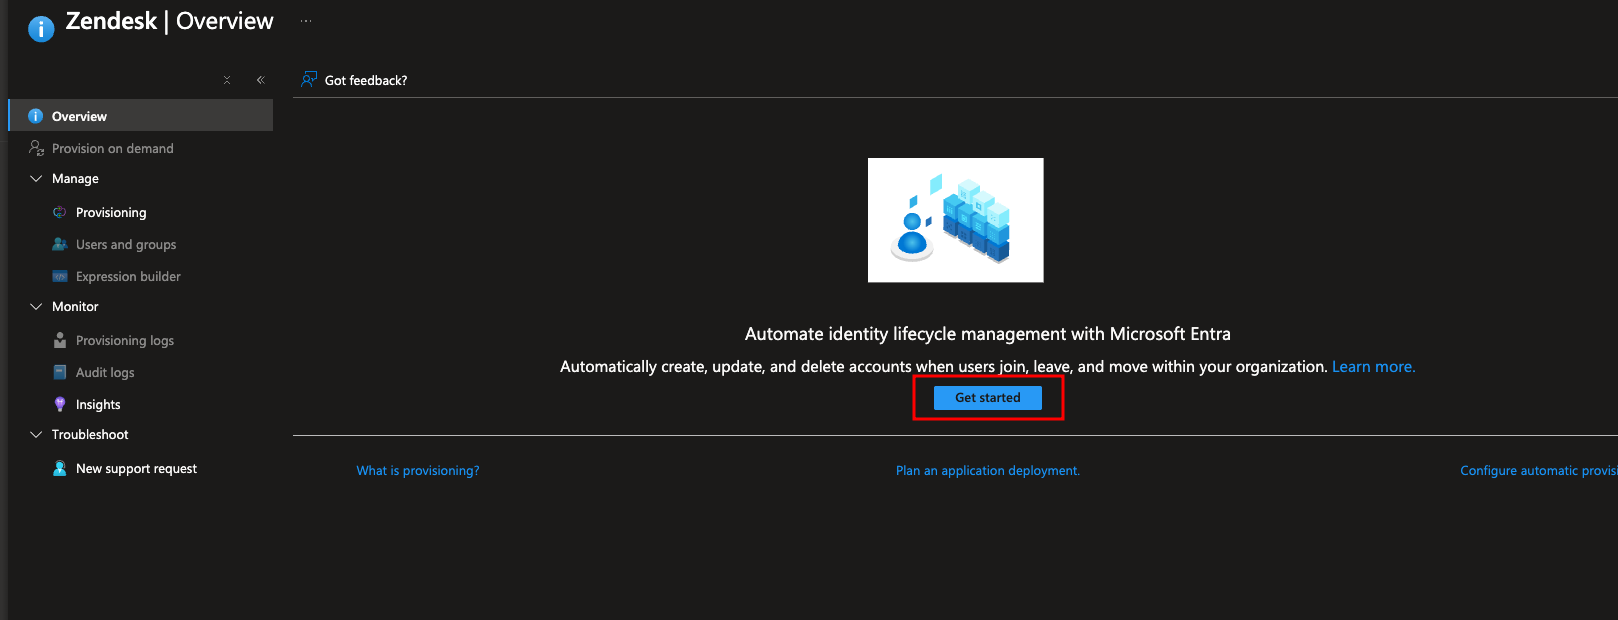 Zendesk | Overview
...
Got feedback?
Overview
Provision on demand
Manage
Provisioning
Users and groups
Expression builder
Monitor
Provisioning logs
Audit logs
Insights
Troubleshoot
New support request
Automate identity lifecycle management with Microsoft Entra
Automatically create, update, and delete accounts when users join, leave, and move within your organization. Learn more.
Get started
What is provisioning?
Plan an application deployment.
Configure automatic provisi